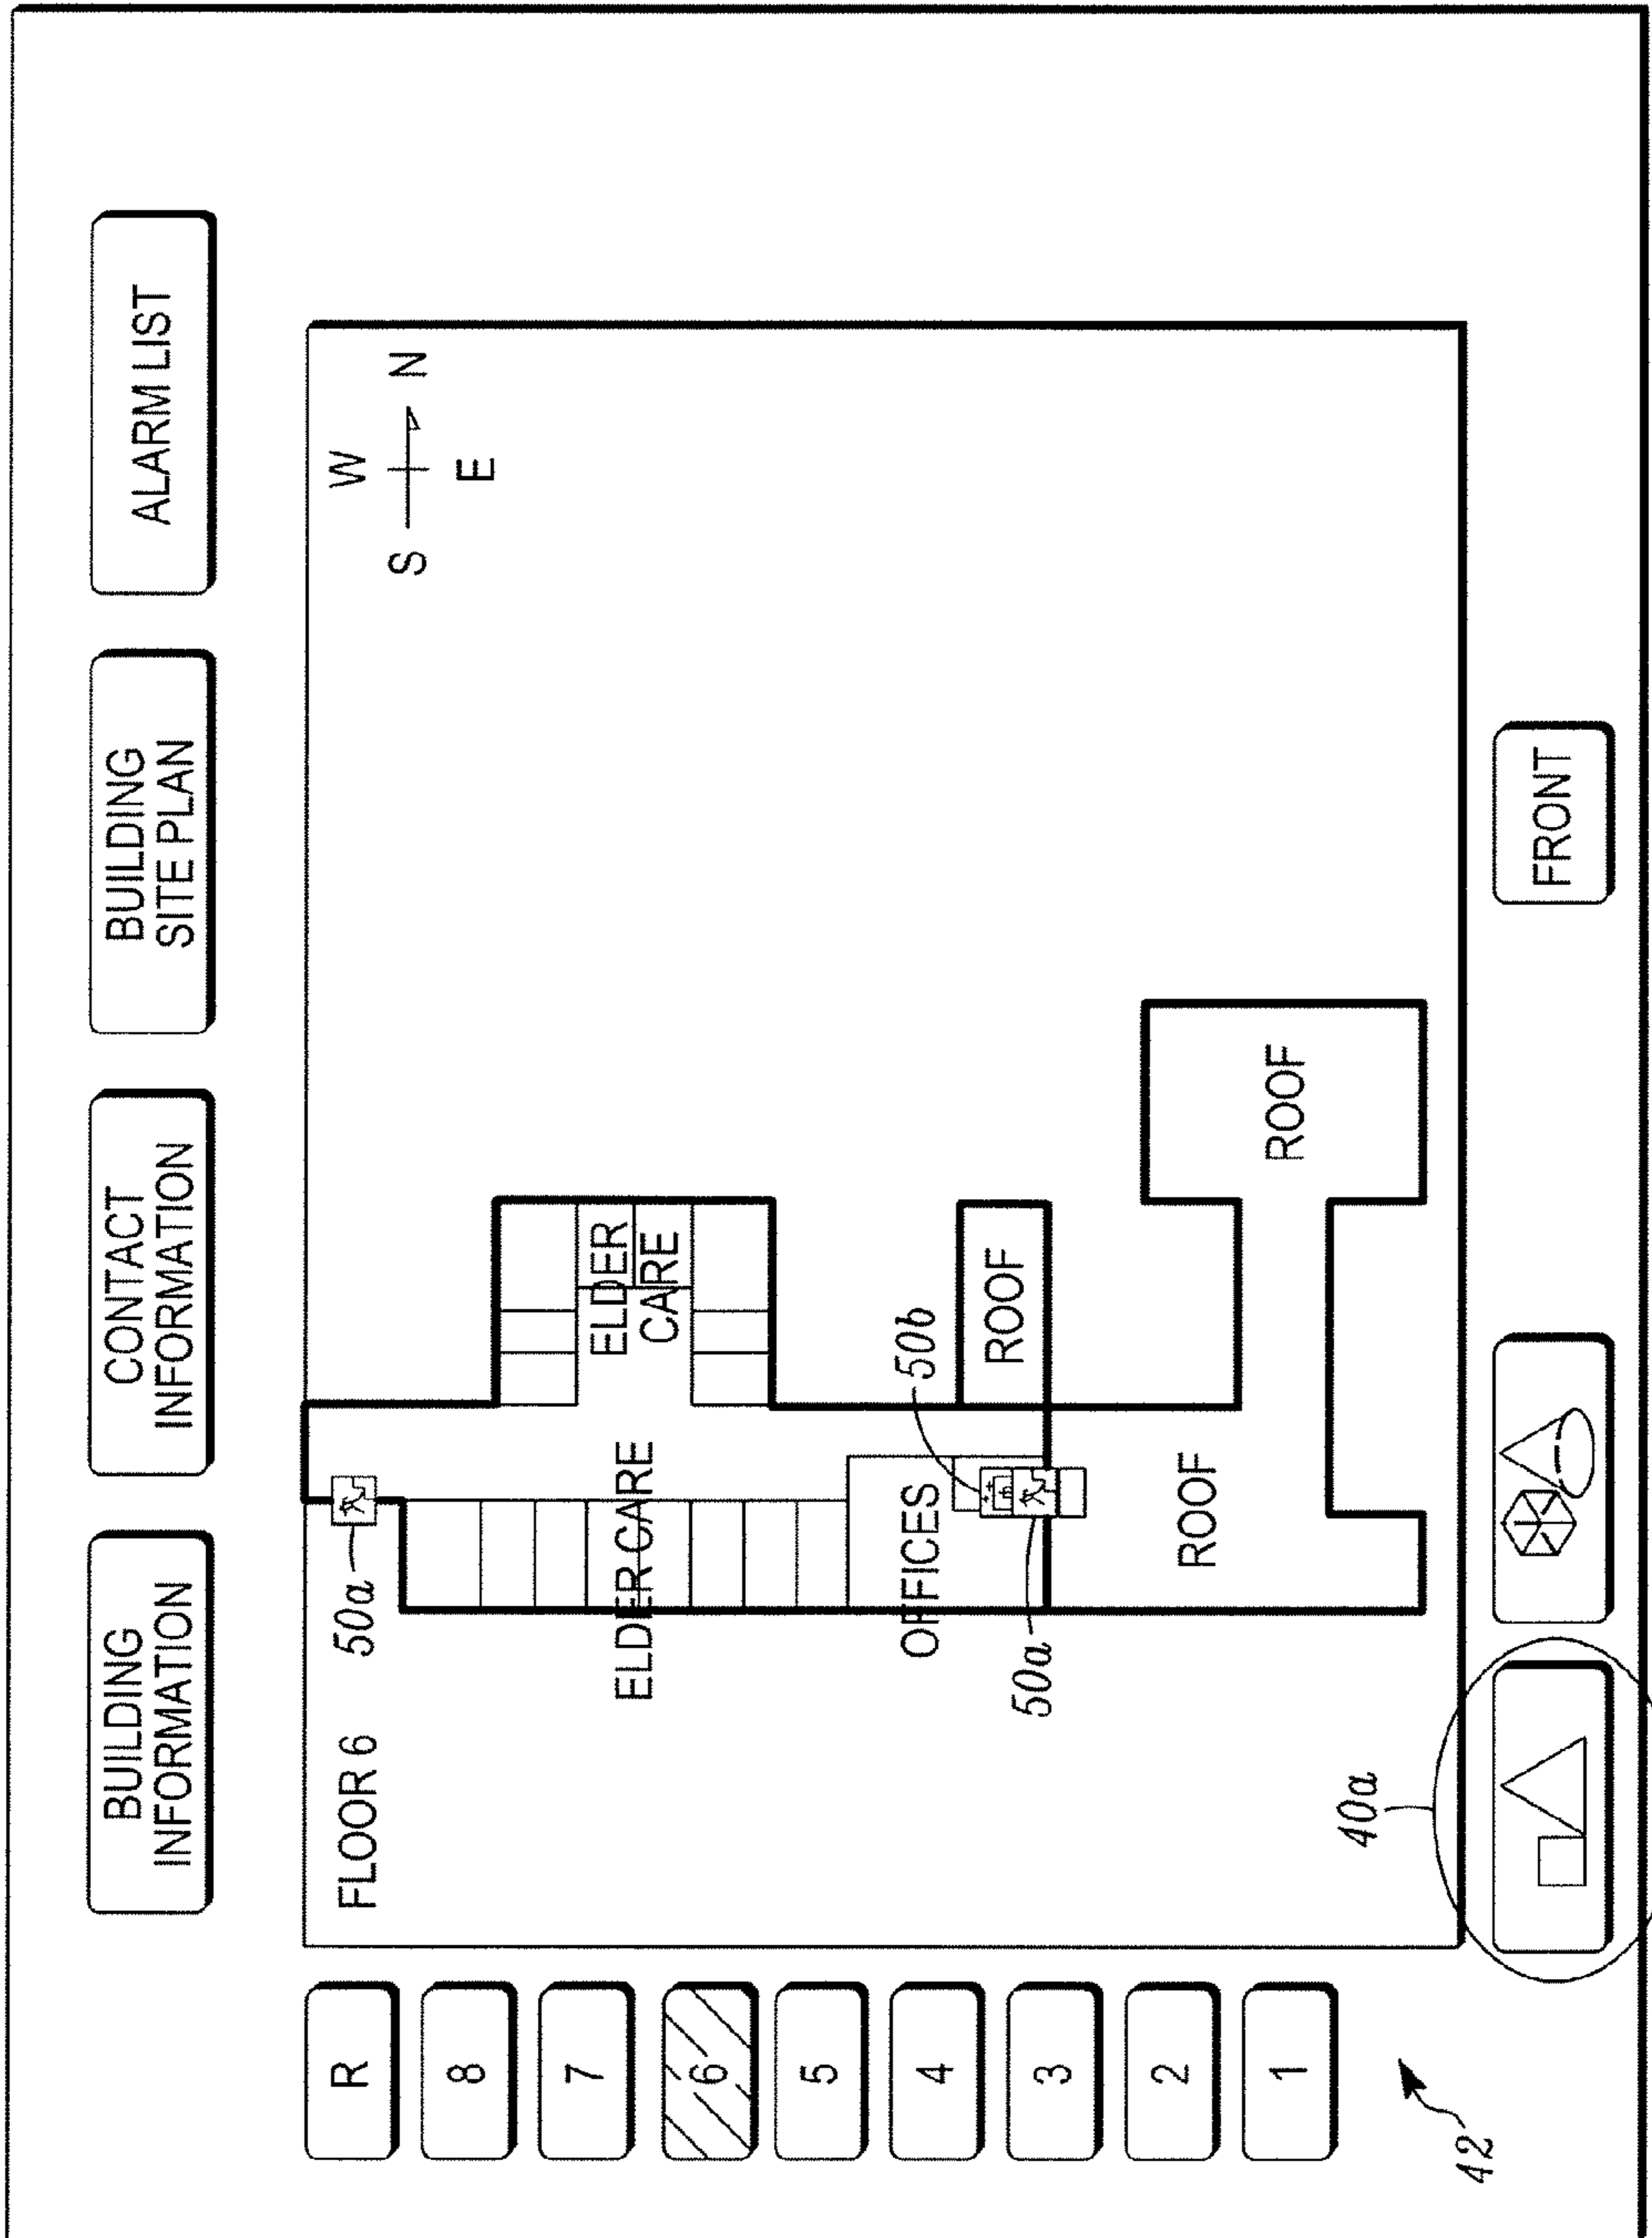 BUILDING
INFORMATION
CONTACT
INFORMATION
BUILDING
SITE PLAN
ALARM LIST
R
8
7
6
5
4
3
2
1
42
FLOOR 6
50a
W
S
N
E
ELDER CARE
ELDER
CARE
OFFICES
50b
50a
ROOF
ROOF
ROOF
40a
FRONT